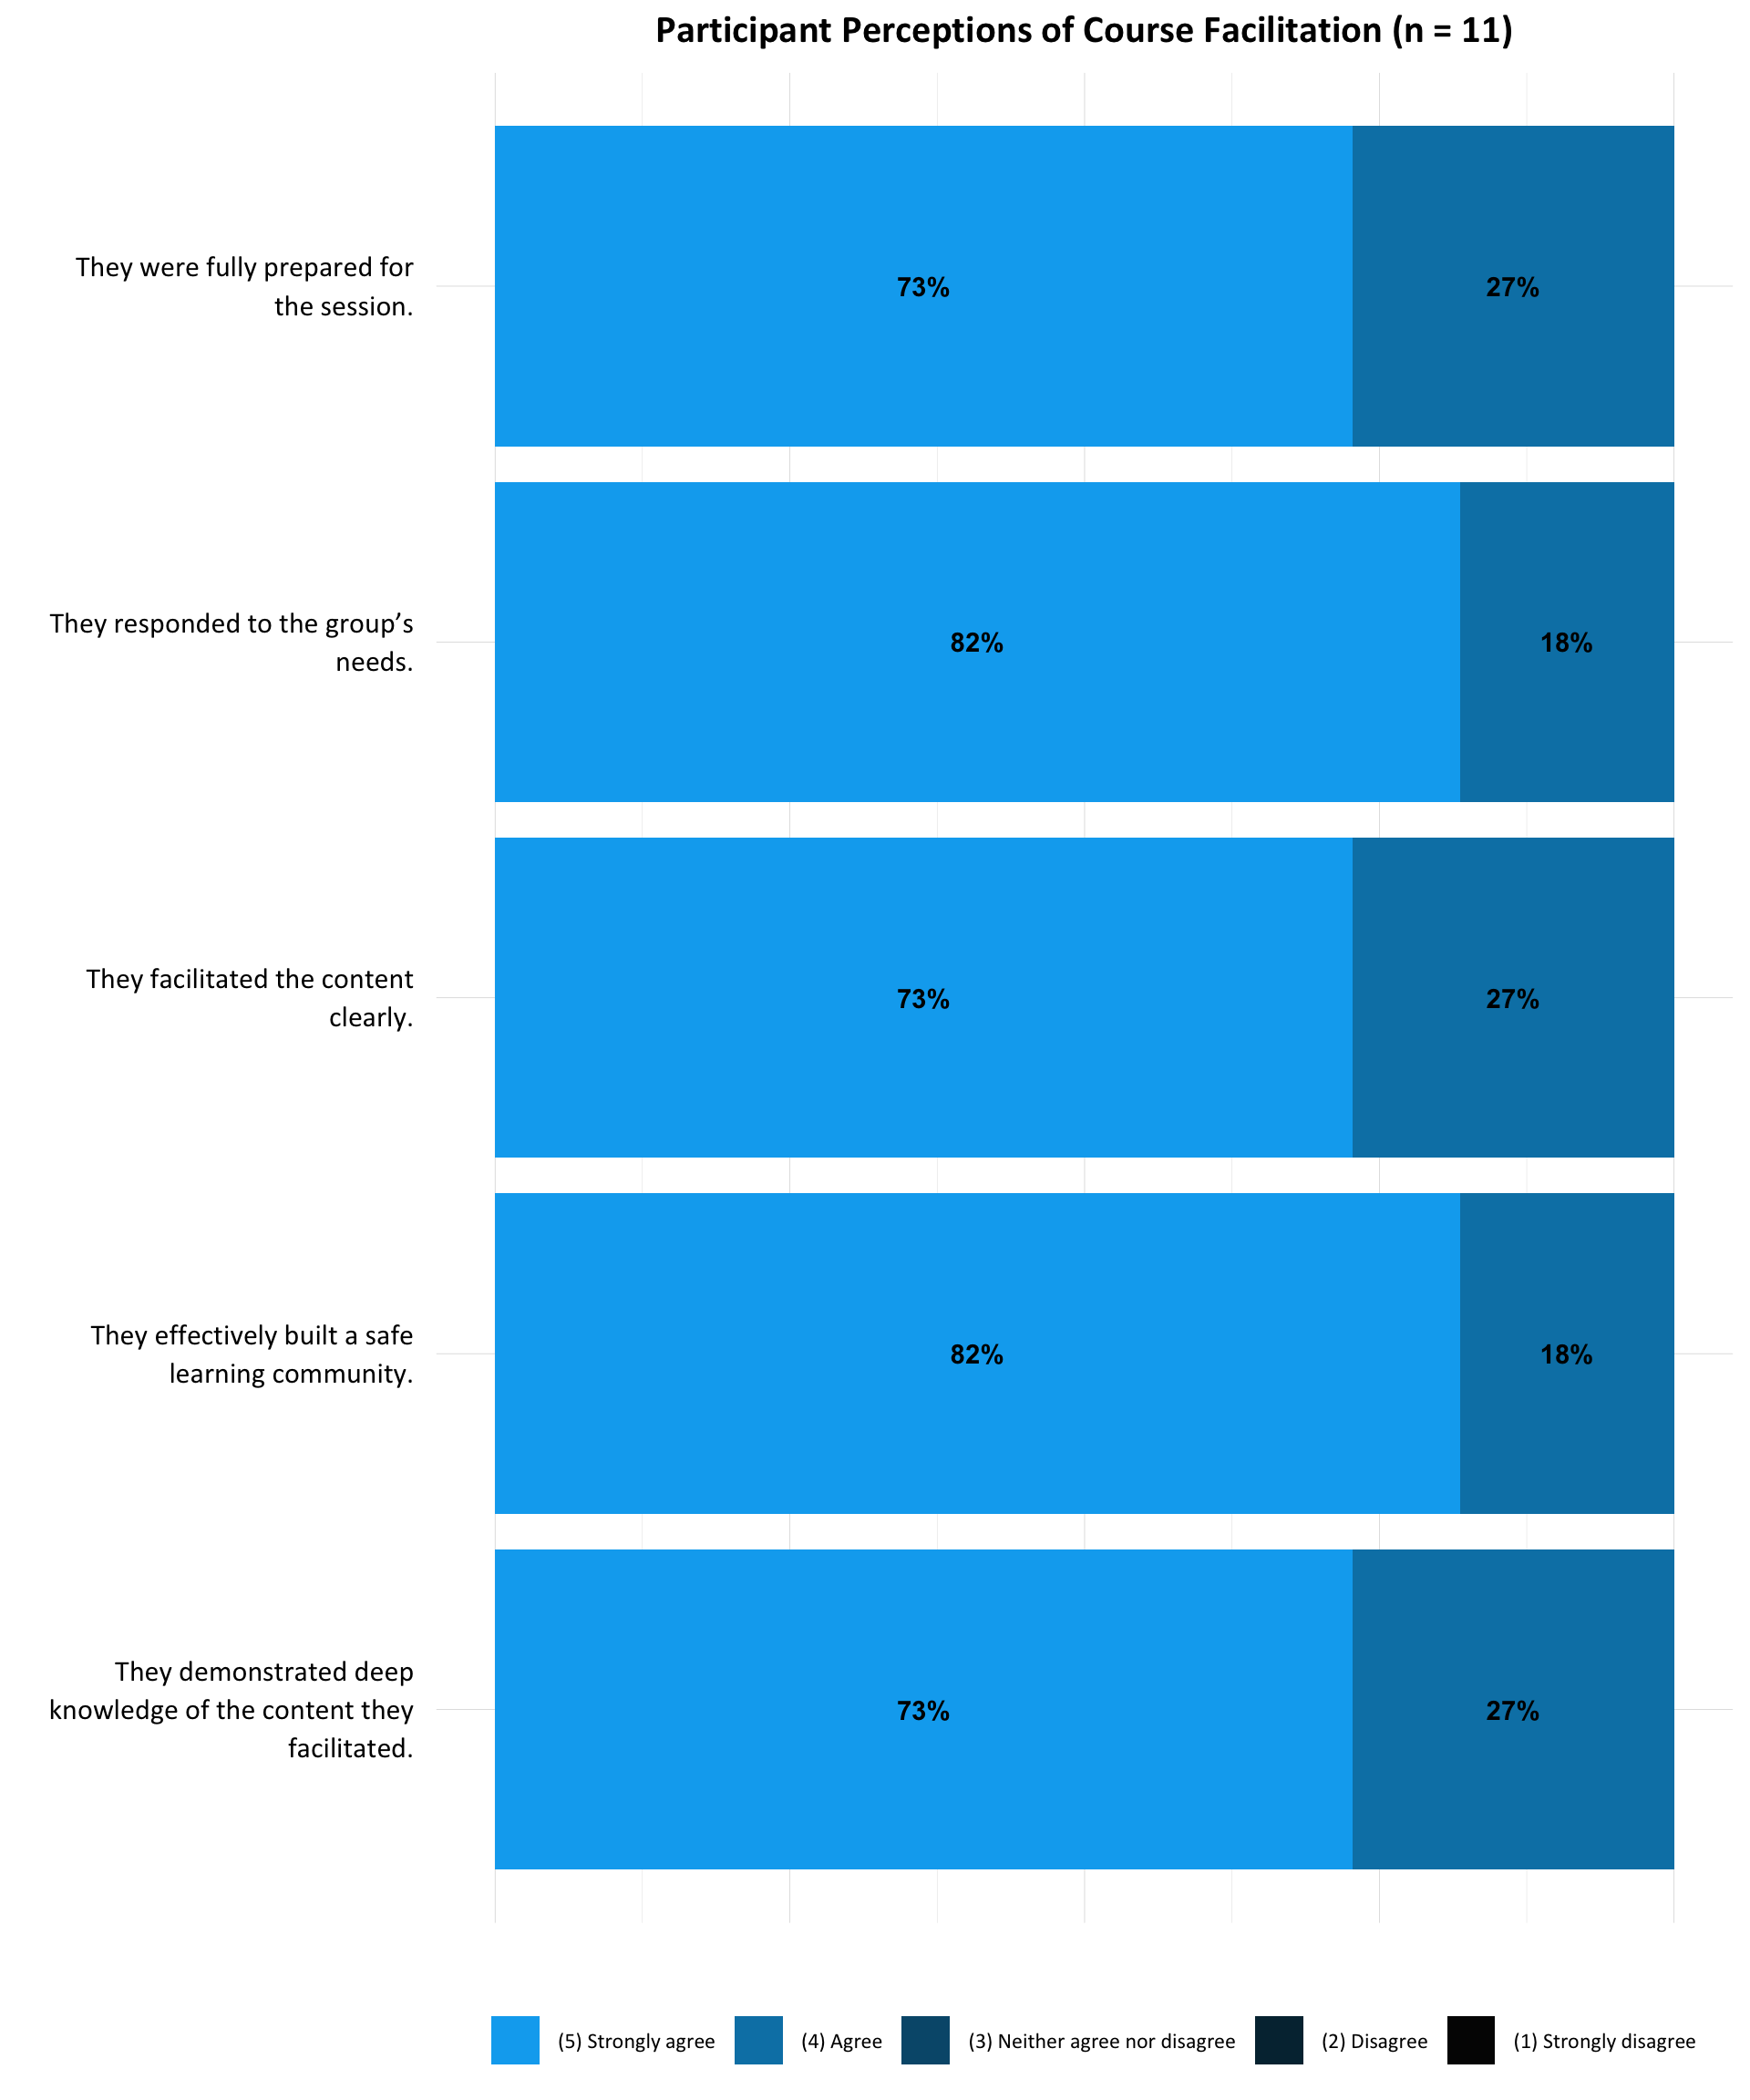 Participant Perceptions of Course Facilitation (n = 11)
They were fully prepared for
the session.
73%
27%
They responded to the group’s
needs.
82%
18%
They facilitated the content
clearly.
73%
27%
They effectively built a safe
learning community.
82%
18%
They demonstrated deep
knowledge of the content they
facilitated.
73%
27%
(5) Strongly agree
(4) Agree
(3) Neither agree nor disagree
(2) Disagree
(1) Strongly disagree